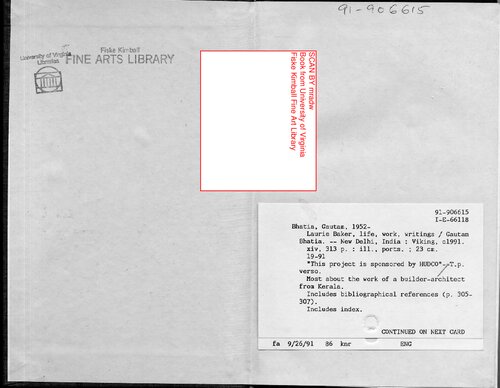 91-906615
University of Virginia
Libraries
Fiske Kimball
FINE ARTS LIBRARY
SCAN BY mradw
Book from University of Virginia
Fiske Kimball Fine Art Library
91-906615
I-E-66118
Bhatia, Gautam, 1952-
Laurie Baker, life, work, writings / Gautam
Bhatia. -- New Delhi, India : Viking, c1991.
xiv, 313 p. : ill., ports. ; 23 cm.
19-91
"This project is sponsored by HUDCO"--T.p.
verso.
Most about the work of a builder-architect
from Kerala.
Includes bibliographical references (p. 305-
307).
Includes index.
CONTINUED ON NEXT CARD
fa 9/26/91 86 knr ENG